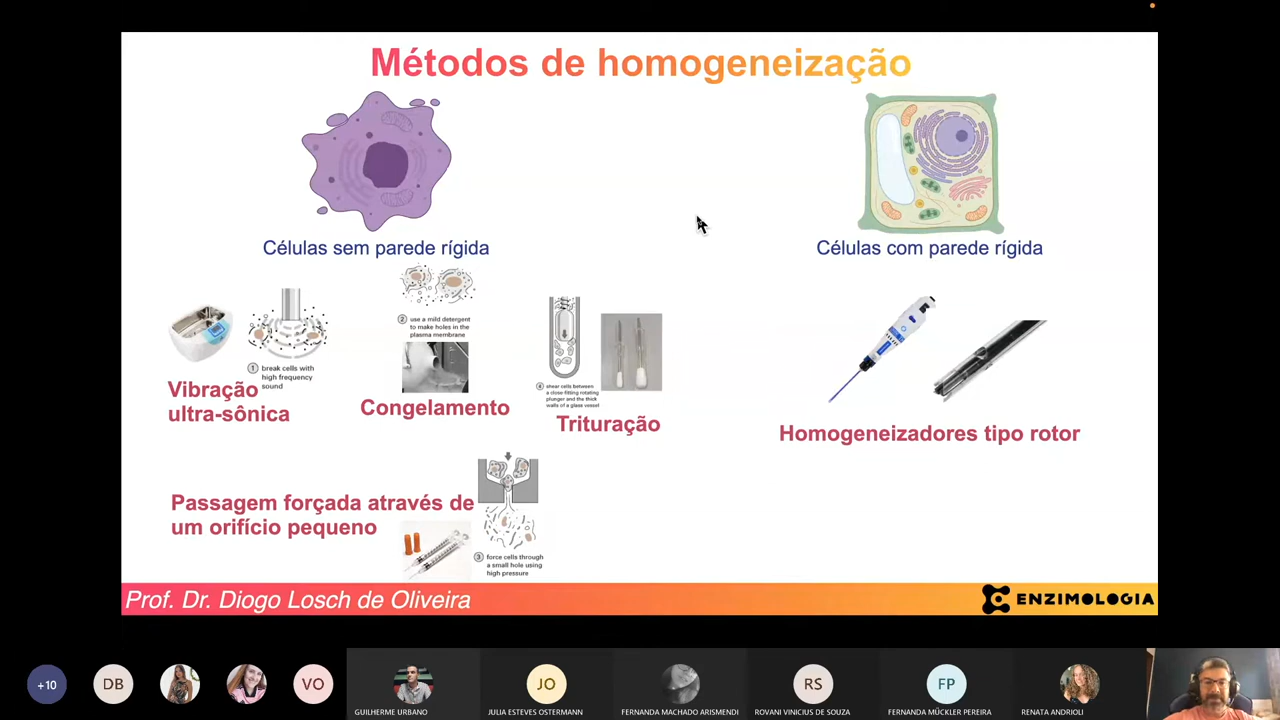 Métodos de homogeneização
Células sem parede rígida
Células com parede rígida
1 break cells with
high frequency
sound
Vibração
ultra-sônica
2 use a mild detergent
to make holes in the
plasma membrane
Congelamento
shear cells between
a close-fitting rotating
plunger and the thick
walls of a glass vessel
Trituração
Homogeneizadores tipo rotor
Passagem forçada através de
um orifício pequeno
3 force cells through
a small hole using
high pressure
Prof. Dr. Diogo Losch de Oliveira
ENZIMOLOGIA
+10
DB
VO
GUILHERME URBANO
JO
JULIA ESTEVES OSTERMANN
FERNANDA MACHADO ARISMENDI
RS
ROVANI VINICIUS DE SOUZA
FP
FERNANDA MÜCKLER PEREIRA
RENATA ANDRIOLI